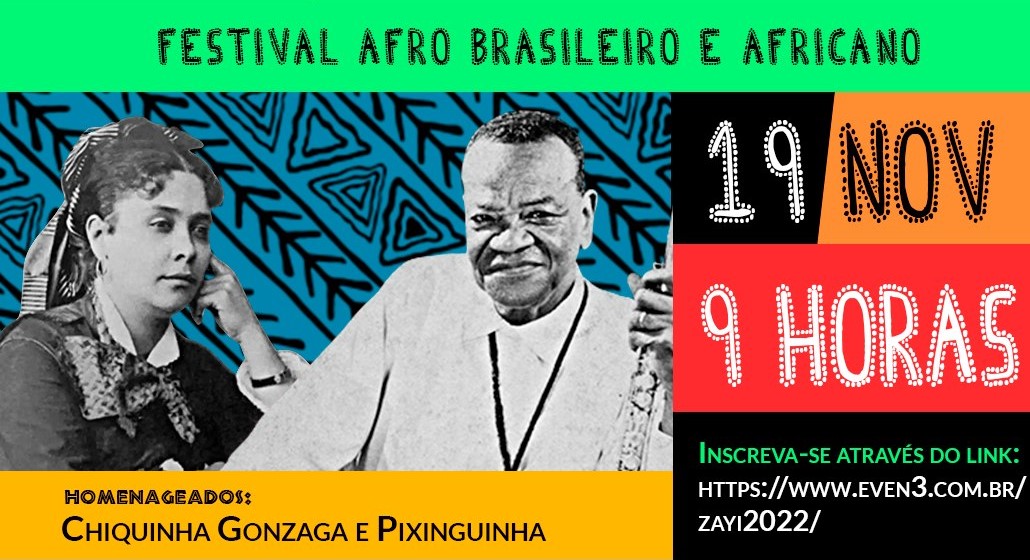 FESTIVAL AFRO BRASILEIRO E AFRICANO
19 NOV
9 HORAS
INSCREVA-SE ATRAVÉS DO LINK:
HTTPS://WWW.EVEN3.COM.BR/
ZAYI2022/
HOMENAGEADOS:
CHIQUINHA GONZAGA E PIXINGUINHA